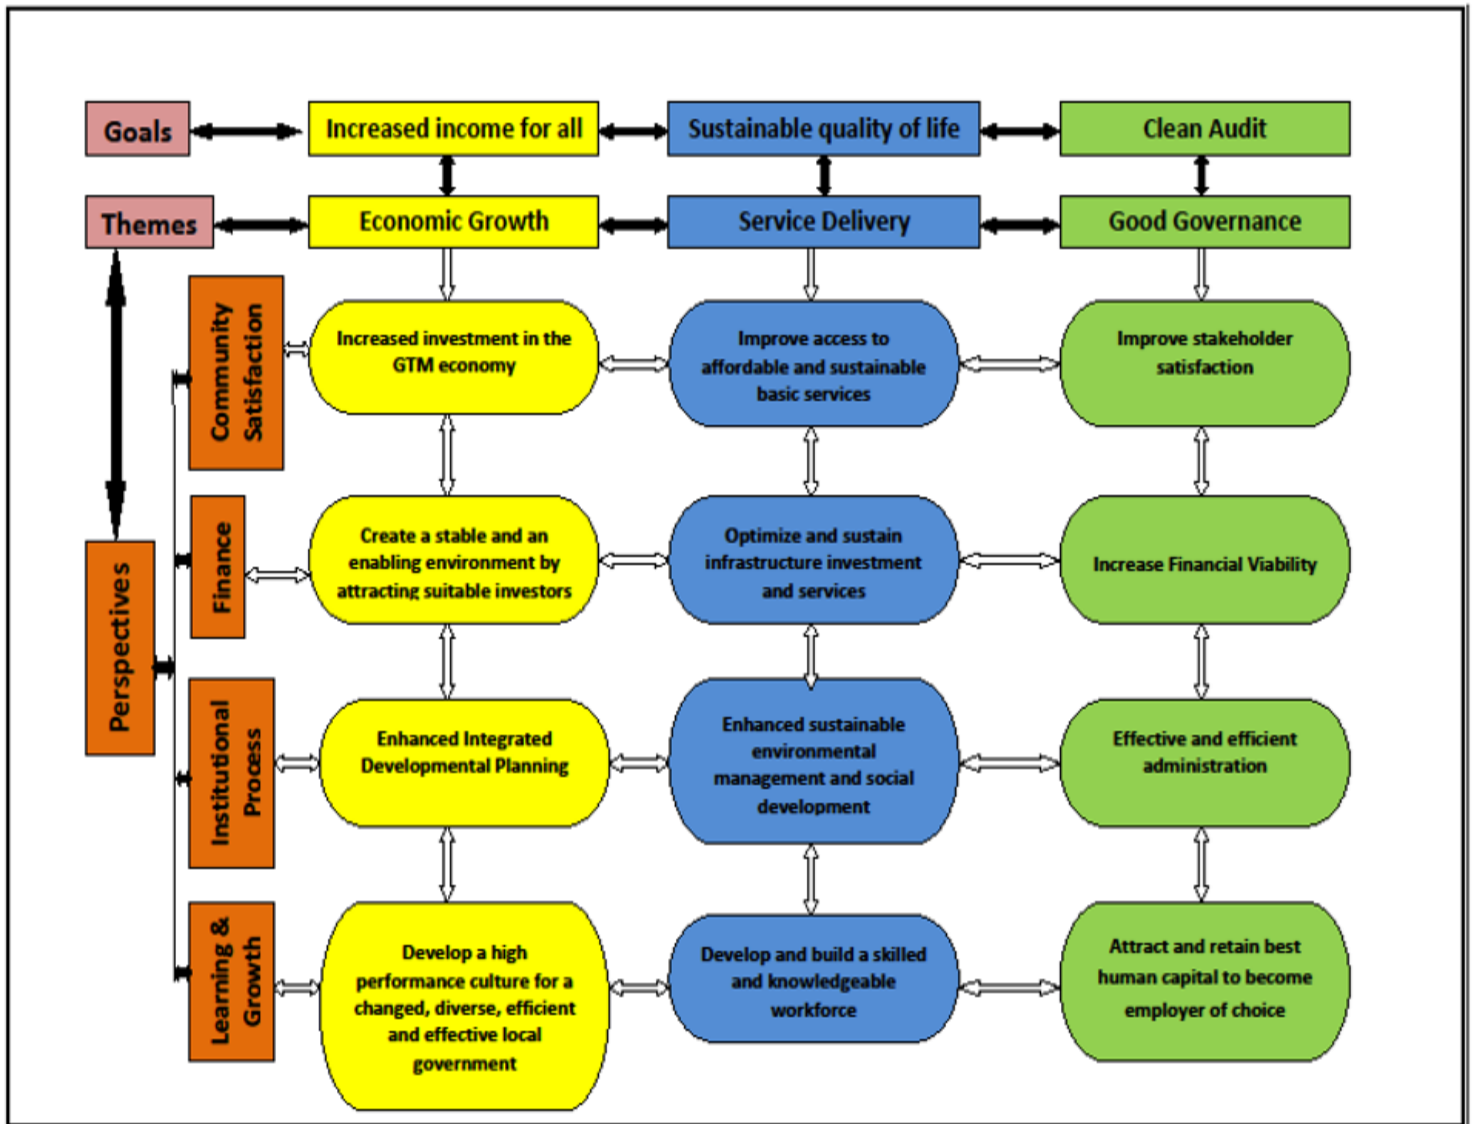 Goals
Increased income for all
Sustainable quality of life
Clean Audit
Themes
Economic Growth
Service Delivery
Good Governance
Perspectives
Community
Satisfaction
Increased investment in the
GTM economy
Improve access to
affordable and sustainable
basic services
Improve stakeholder
satisfaction
Finance
Create a stable and an
enabling environment by
attracting suitable investors
Optimize and sustain
infrastructure investment
and services
Increase Financial Viability
Institutional
Process
Enhanced Integrated
Developmental Planning
Enhanced sustainable
environmental
management and social
development
Effective and efficient
administration
Learning &
Growth
Develop a high
performance culture for a
changed, diverse, efficient
and effective local
government
Develop and build a skilled
and knowledgeable
workforce
Attract and retain best
human capital to become
employer of choice